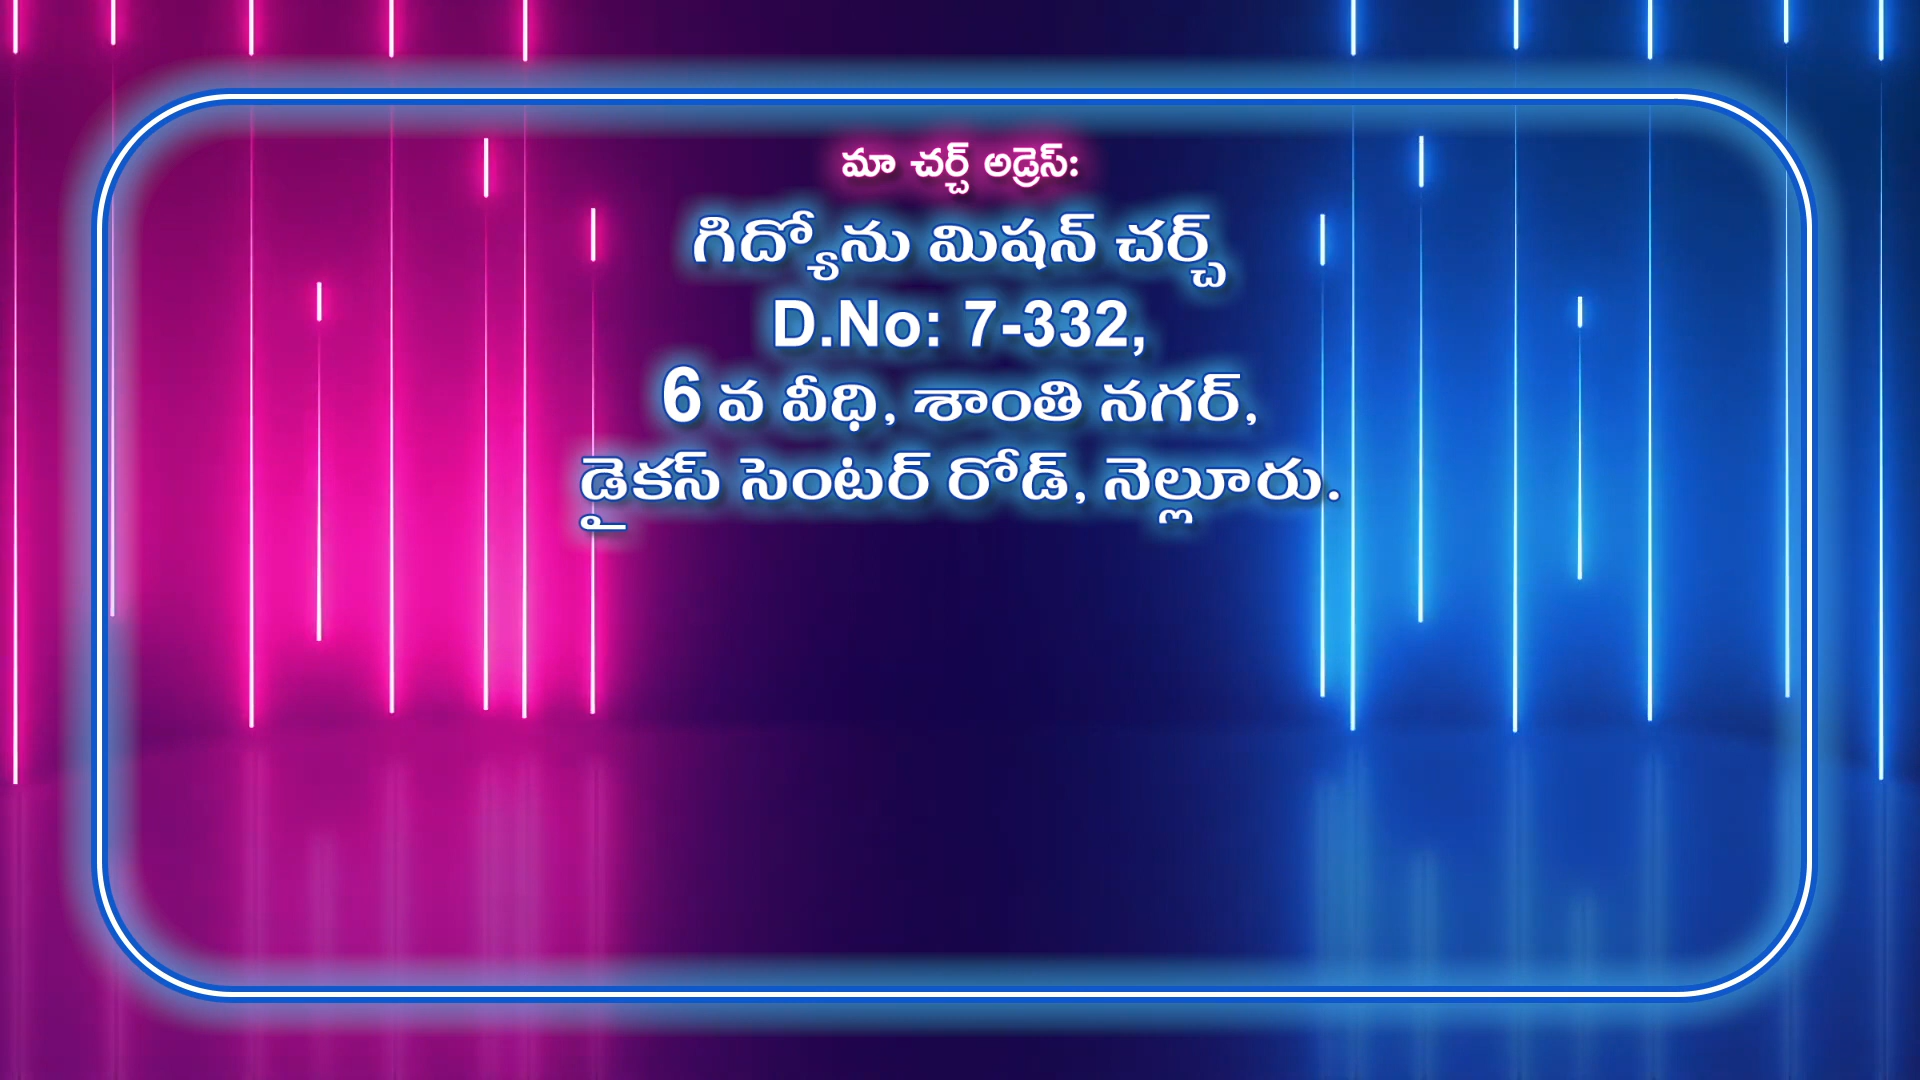 మా చర్చ్ అడ్రెస్:
గిద్యోను మిషన్ చర్చ్
D.No: 7-332,
6 వ వీధి, శాంతి నగర్,
డైకస్ సెంటర్ రోడ్, నెల్లూరు.